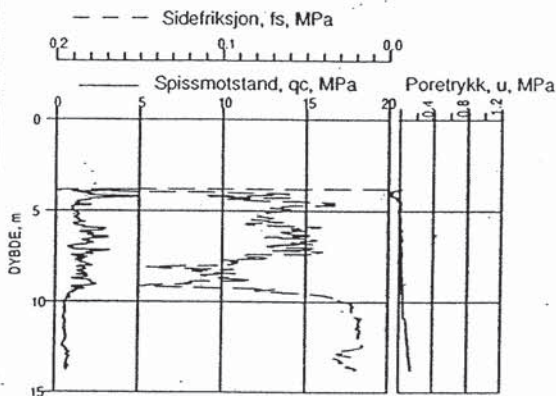 Sidefriksjon, fs, MPa
0.2 0.1 0.0
Spissmotstand, qc, MPa Poretrykk, u, MPa
0 5 10 15 20 0 0.4 0.8 1.2
DYBDE, m
0
5
10
15